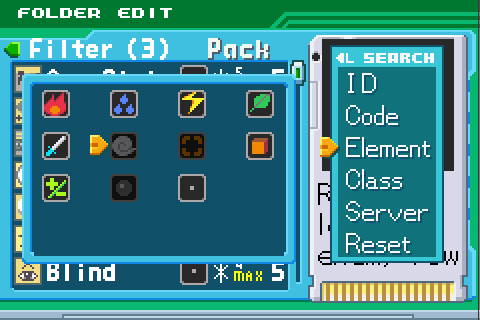 FOLDER EDIT
Filter (3) Pack
L SEARCH
ID
Code
Element
Class
Server
Reset
Blind * MAX 5